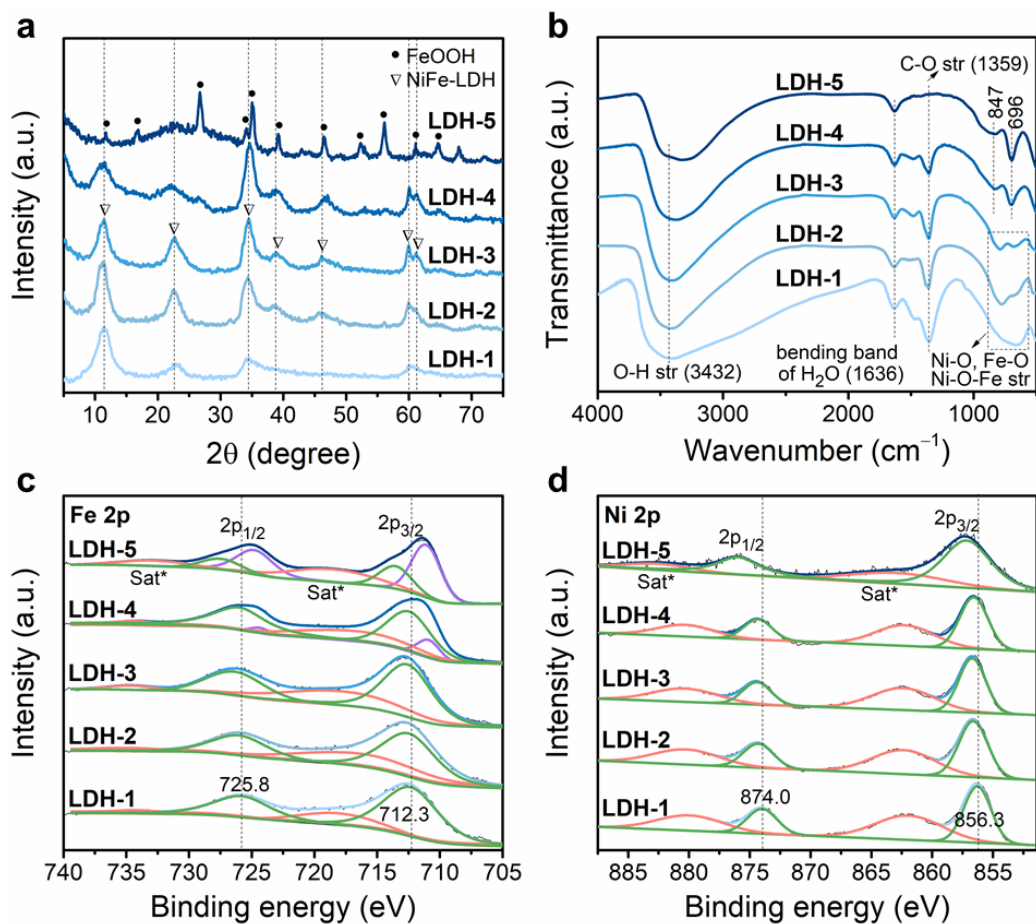 a
● FeOOH
▽ NiFe-LDH
LDH-5
LDH-4
LDH-3
LDH-2
LDH-1
Intensity (a.u.)
10 20 30 40 50 60 70
2θ (degree)
b
C-O str (1359)
847
696
LDH-5
LDH-4
LDH-3
LDH-2
LDH-1
O-H str (3432)
bending band
of H₂O (1636)
Ni-O, Fe-O
Ni-O-Fe str
Transmittance (a.u.)
4000 3000 2000 1000
Wavenumber (cm⁻¹)
c
Fe 2p
2p₁/₂
2p₃/₂
LDH-5
Sat*
Sat*
LDH-4
LDH-3
LDH-2
LDH-1
725.8
712.3
Intensity (a.u.)
740 735 730 725 720 715 710 705
Binding energy (eV)
d
Ni 2p
2p₁/₂
2p₃/₂
LDH-5
Sat*
Sat*
LDH-4
LDH-3
LDH-2
LDH-1
874.0
856.3
Intensity (a.u.)
885 880 875 870 865 860 855
Binding energy (eV)